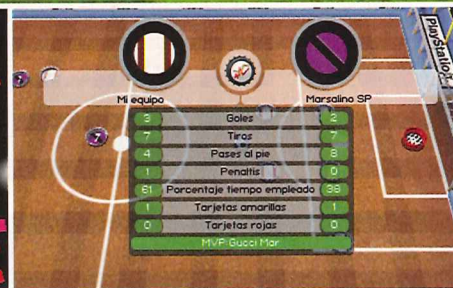 PlayStation
Mi equipo Marsalino SP
3 Goles 2
7 Tiros 7
4 Pases al pie 8
1 Penaltis 0
61 Porcentaje tiempo empleado 38
1 Tarjetas amarillas 1
0 Tarjetas rojas 0
MVP: Gucci Mar